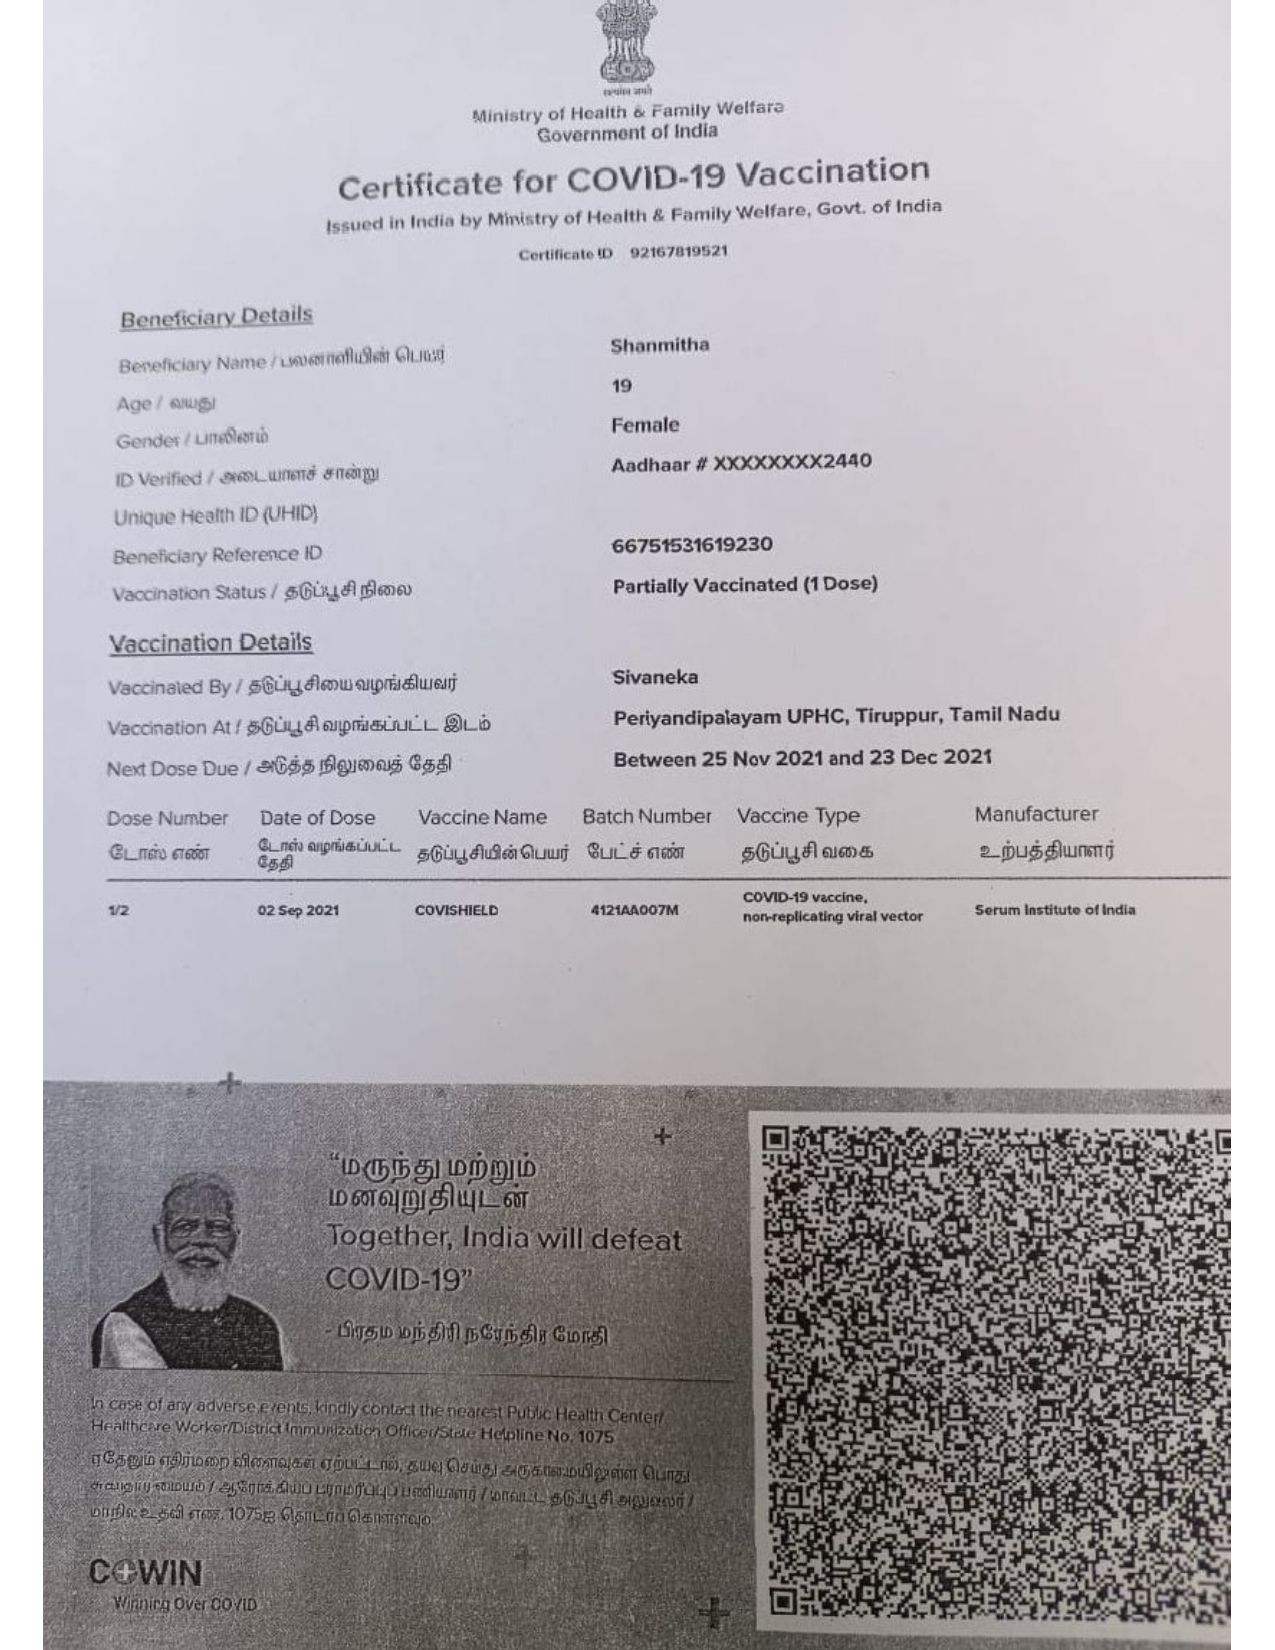 सत्यमेव जयते
Ministry of Health & Family Welfare
Government of India
Certificate for COVID-19 Vaccination
Issued in India by Ministry of Health & Family Welfare, Govt. of India
Certificate ID 92167819521
Beneficiary Details
Beneficiary Name / பயனாளியின் பெயர் Shanmitha
Age / வயது 19
Gender / பாலினம் Female
ID Verified / அடையாளச் சான்று Aadhaar # XXXXXXXX2440
Unique Health ID (UHID)
Beneficiary Reference ID 66751531619230
Vaccination Status / தடுப்பூசி நிலை Partially Vaccinated (1 Dose)
Vaccination Details
Vaccinated By / தடுப்பூசியை வழங்கியவர் Sivaneka
Vaccination At / தடுப்பூசி வழங்கப்பட்ட இடம் Periyandipalayam UPHC, Tiruppur, Tamil Nadu
Next Dose Due / அடுத்த நிலுவைத் தேதி Between 25 Nov 2021 and 23 Dec 2021
Dose Number Date of Dose Vaccine Name Batch Number Vaccine Type Manufacturer
டோஸ் எண் டோஸ் வழங்கப்பட்ட தேதி தடுப்பூசியின் பெயர் பேட்ச் எண் தடுப்பூசி வகை உற்பத்தியாளர்
1/2 02 Sep 2021 COVISHIELD 4121AA007M COVID-19 vaccine, non-replicating viral vector Serum Institute of India
“மருந்து மற்றும்
மனவுறுதியுடன்
Together, India will defeat
COVID-19”
- பிரதம மந்திரி நரேந்திர மோதி
In case of any adverse events, kindly contact the nearest Public Health Center/
Healthcare Worker/District Immunization Officer/State Helpline No. 1075
ஏதேனும் எதிர்மறை விளைவுகள் ஏற்பட்டால், தயவு செய்து அருகாமையிலுள்ள பொது
சுகாதார மையம் / ஆரோக்கியப் பராமரிப்புப் பணியாளர் / மாவட்ட தடுப்பூசி அலுவலர் /
மாநில உதவி எண். 1075ஐ தொடர்பு கொள்ளவும்.
COWIN
Winning Over COVID